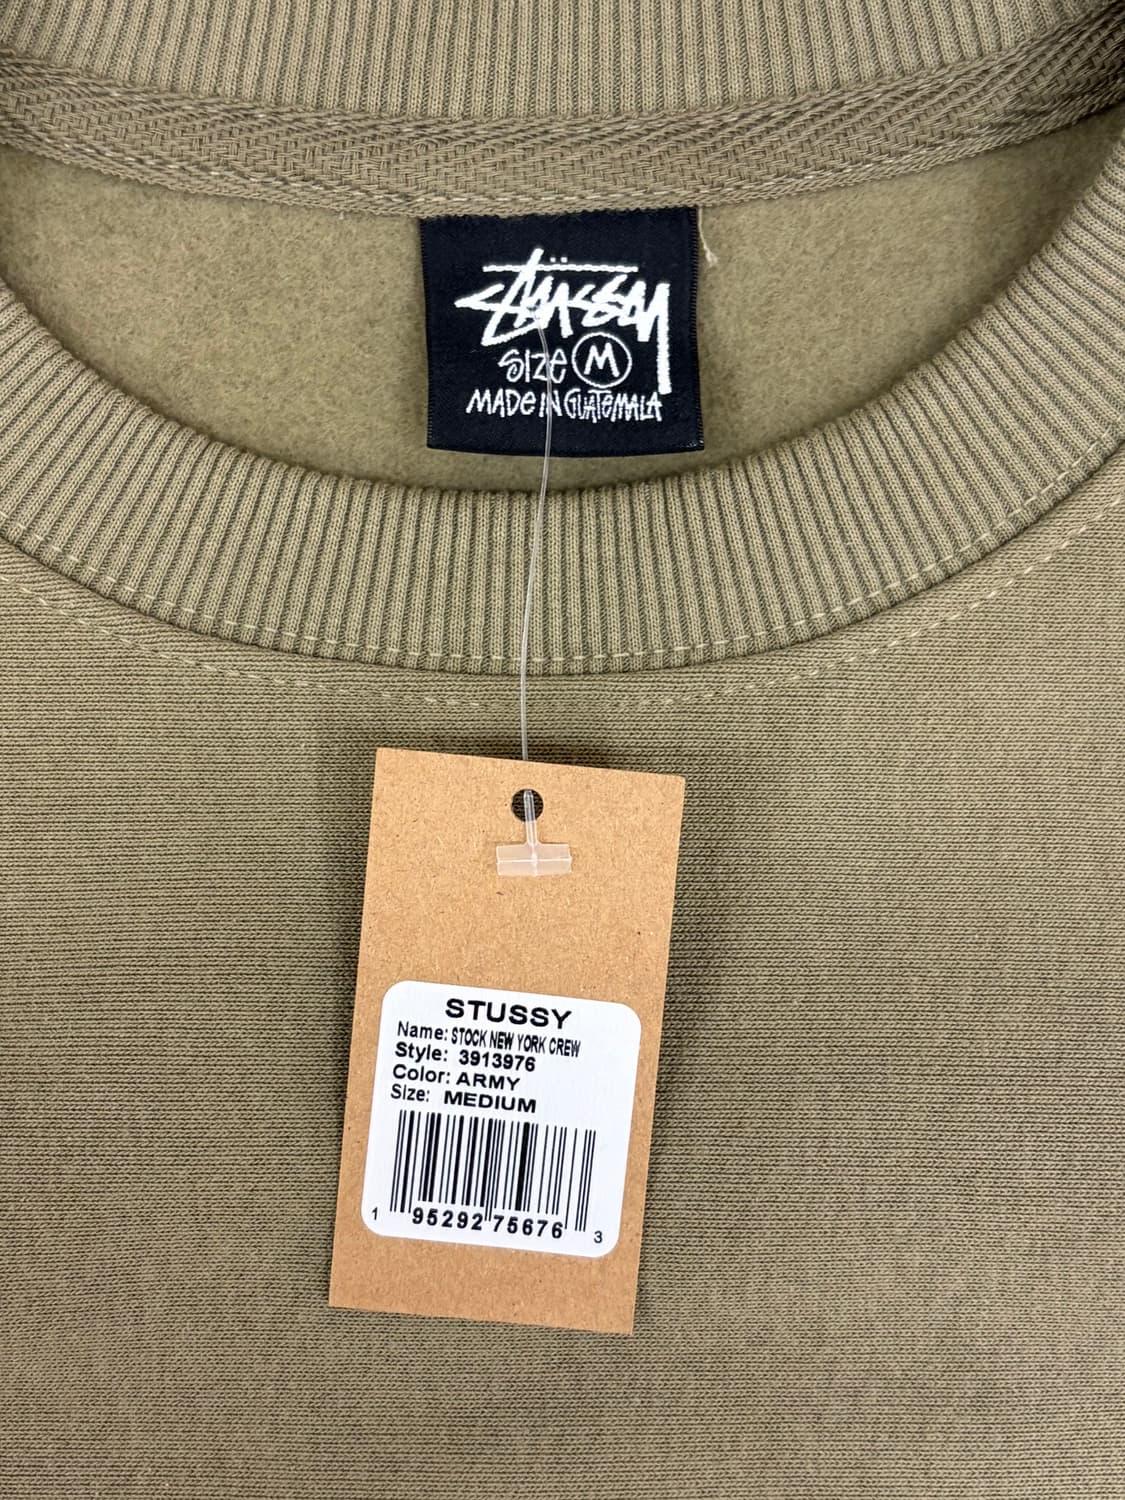 STÜSSY
SIZE M
MADE IN GUATEMALA
STUSSY
Name: STOCK NEW YORK CREW
Style: 3913976
Color: ARMY
Size: MEDIUM
1 95292 75676 3